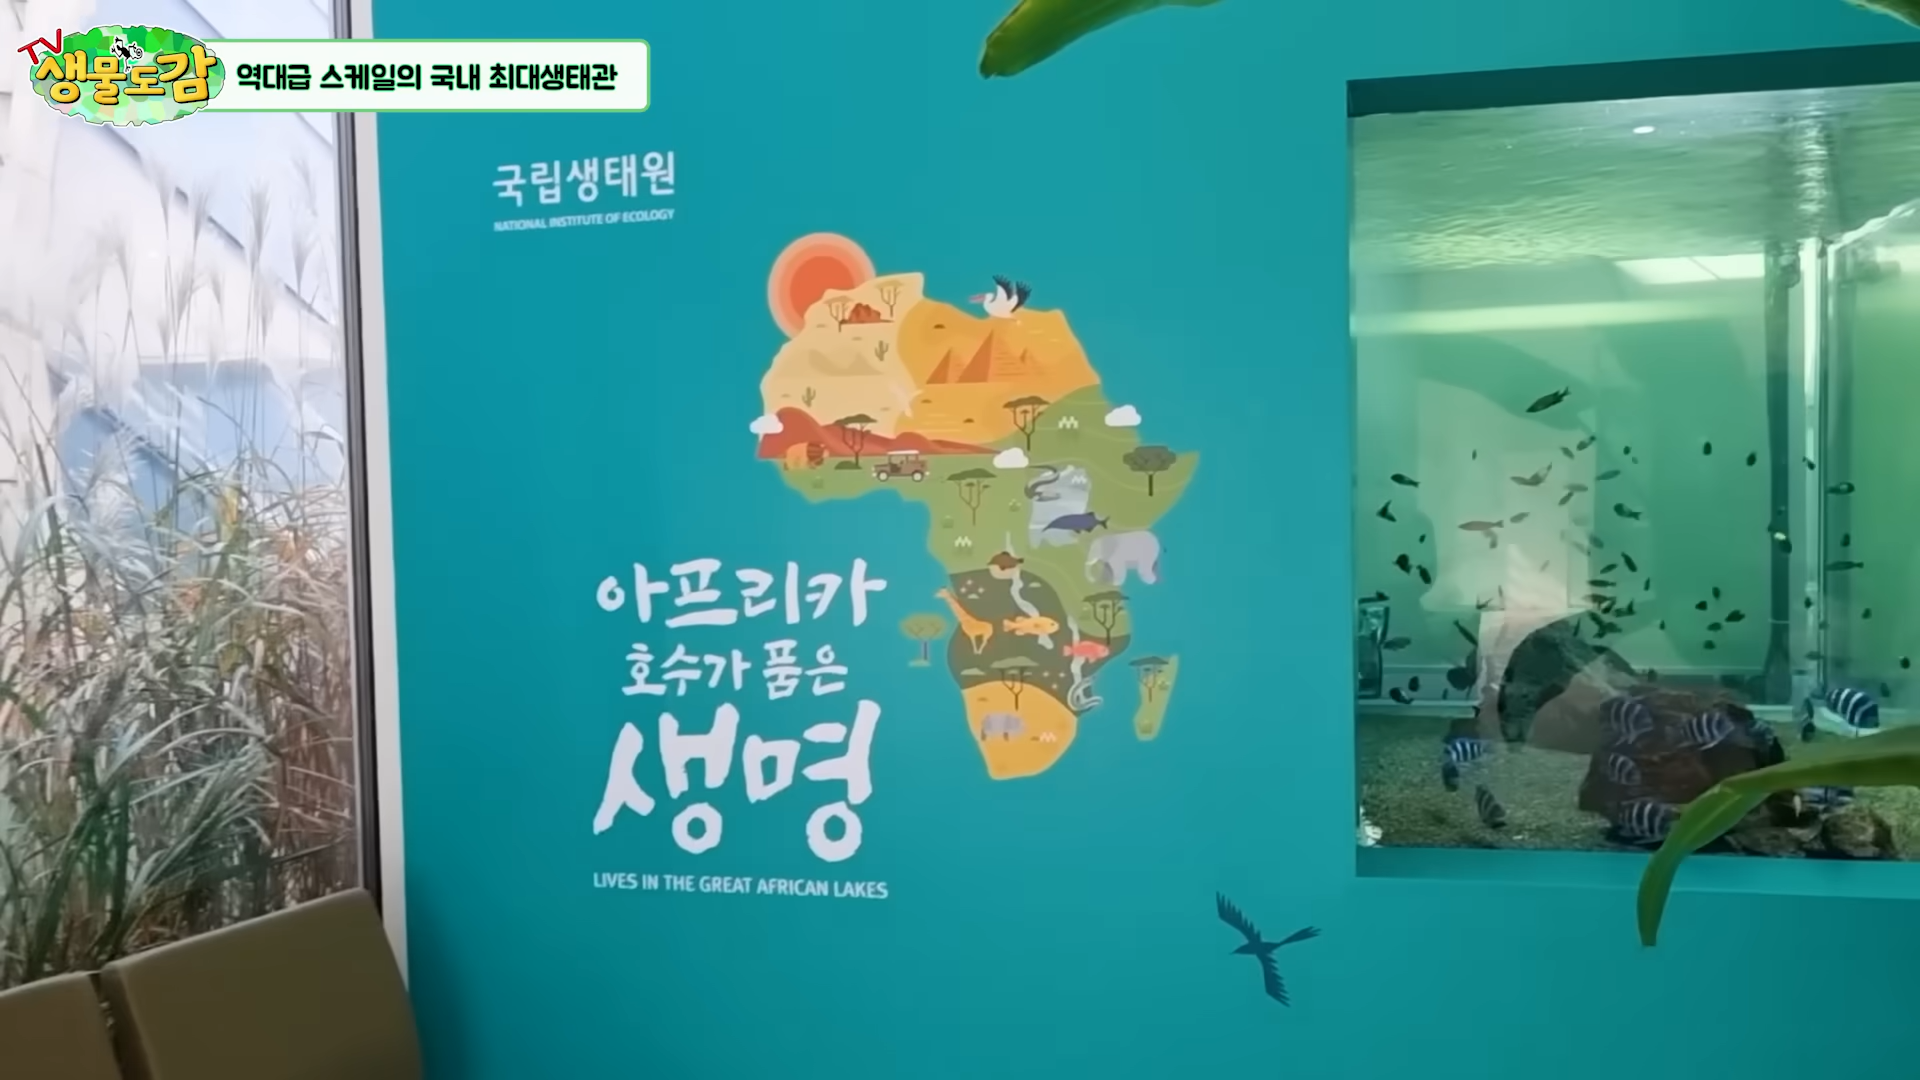 TV
생물도감
역대급 스케일의 국내 최대생태관
국립생태원
NATIONAL INSTITUTE OF ECOLOGY
아프리카
호수가 품은
생명
LIVES IN THE GREAT AFRICAN LAKES